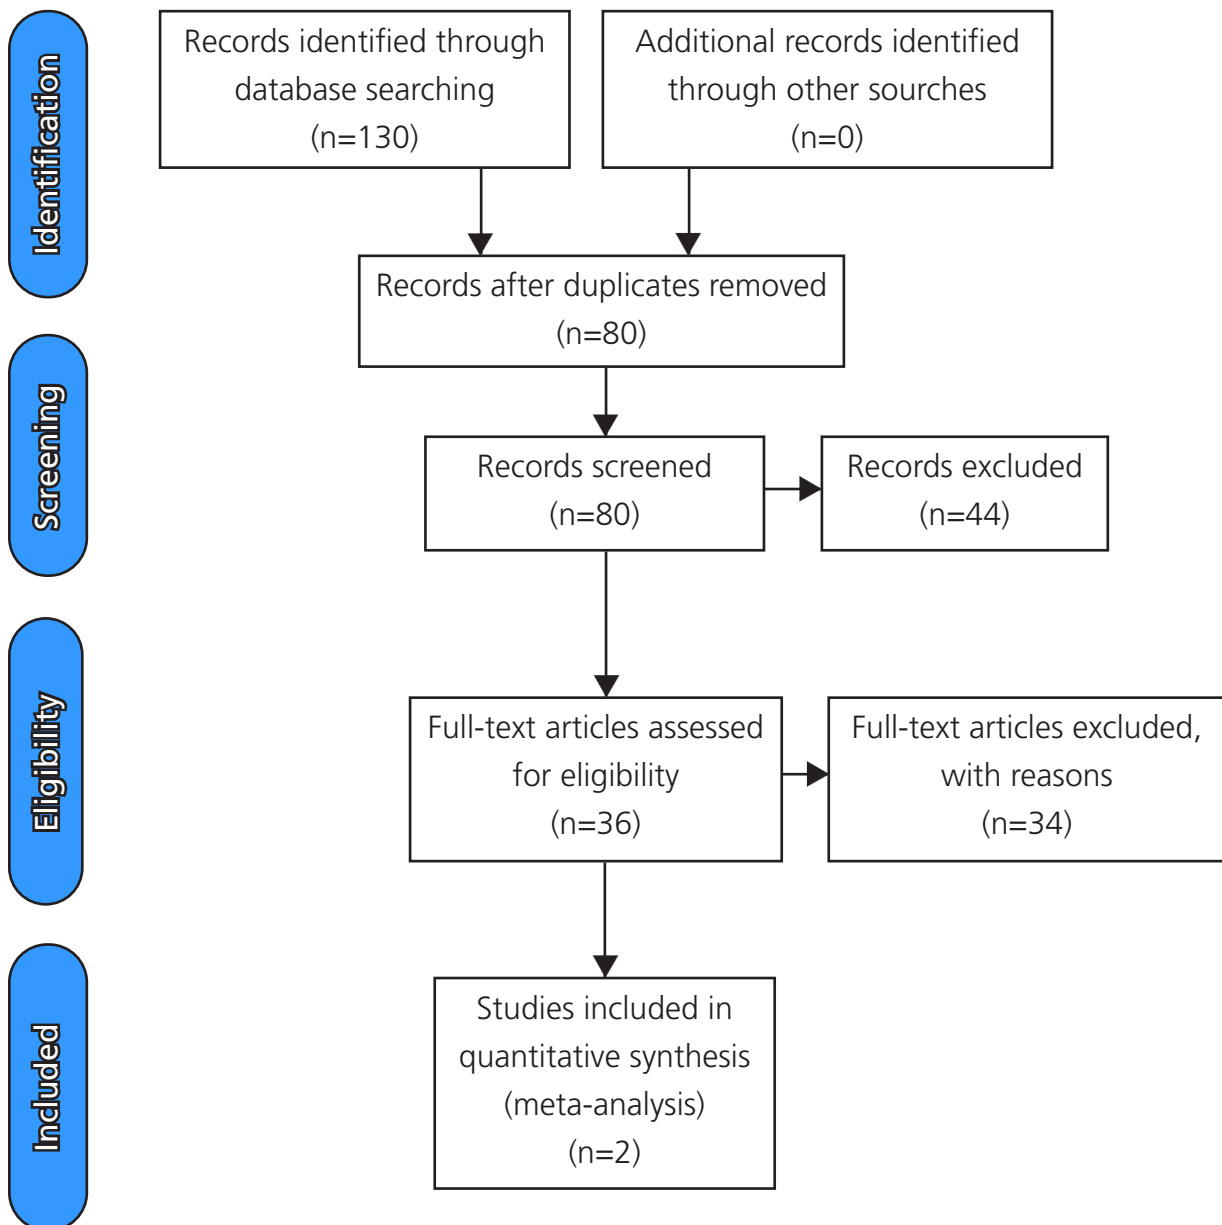 Identification
Records identified through
database searching
(n=130)
Additional records identified
through other sourches
(n=0)
Records after duplicates removed
(n=80)
Screening
Records screened
(n=80)
Records excluded
(n=44)
Eligibility
Full-text articles assessed
for eligibility
(n=36)
Full-text articles excluded,
with reasons
(n=34)
Included
Studies included in
quantitative synthesis
(meta-analysis)
(n=2)